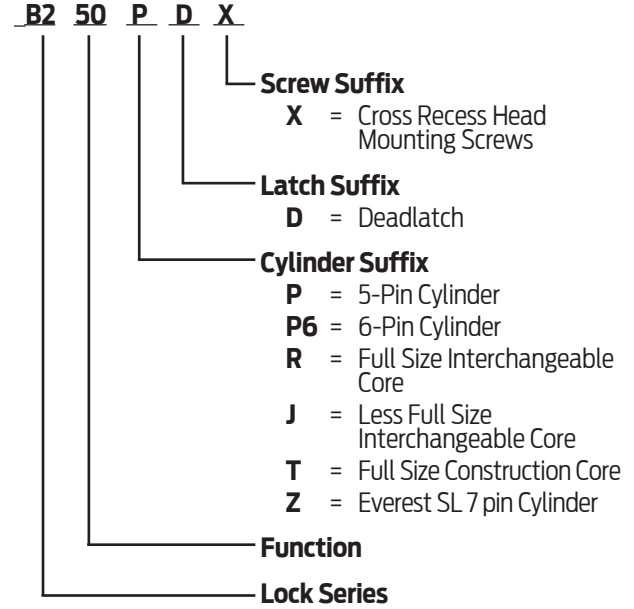 B2 50 P D X
Screw Suffix
X = Cross Recess Head
Mounting Screws
Latch Suffix
D = Deadlatch
Cylinder Suffix
P = 5-Pin Cylinder
P6 = 6-Pin Cylinder
R = Full Size Interchangeable
Core
J = Less Full Size
Interchangeable Core
T = Full Size Construction Core
Z = Everest SL 7 pin Cylinder
Function
Lock Series